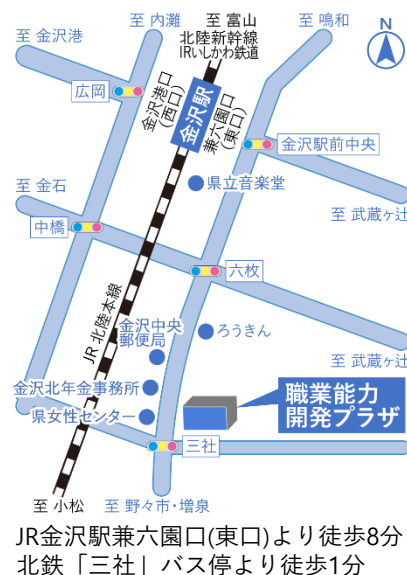 至 内灘
至 富山
至 鳴和
N
北陸新幹線
IRいしかわ鉄道
至 金沢港
広岡
金沢港口
(西口)
金沢駅
兼六園口
(東口)
金沢駅前中央
至 金石
県立音楽堂
至 武蔵ヶ辻
中橋
六枚
JR 北陸本線
金沢中央
郵便局
ろうきん
至 武蔵ヶ辻
金沢北年金事務所
職業能力
開発プラザ
県女性センター
三社
至 小松
至 野々市・増泉
JR金沢駅兼六園口(東口)より徒歩8分
北鉄「三社」バス停より徒歩1分